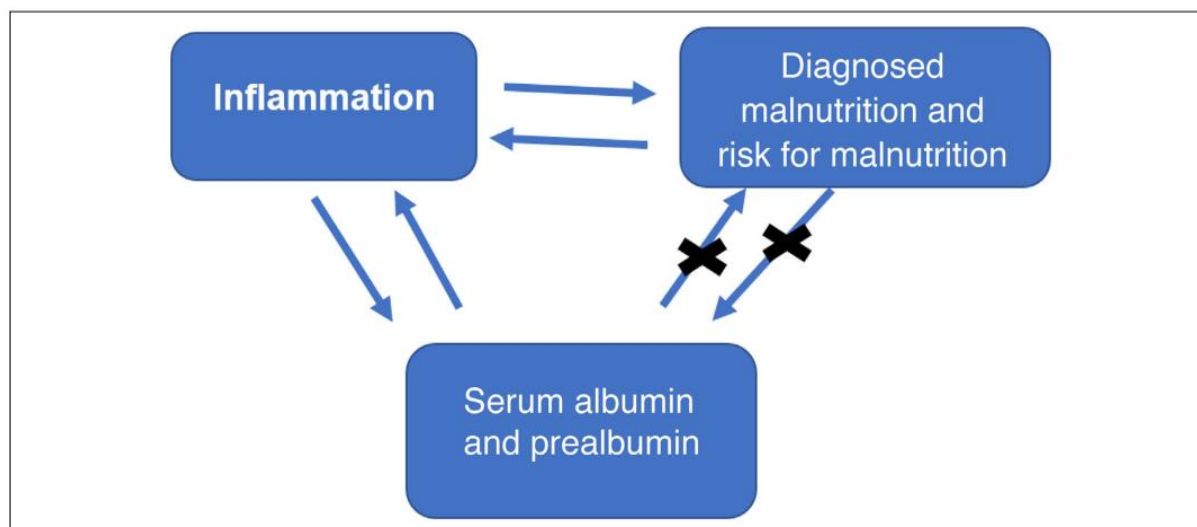 Inflammation
Diagnosed
malnutrition and
risk for malnutrition
Serum albumin
and prealbumin